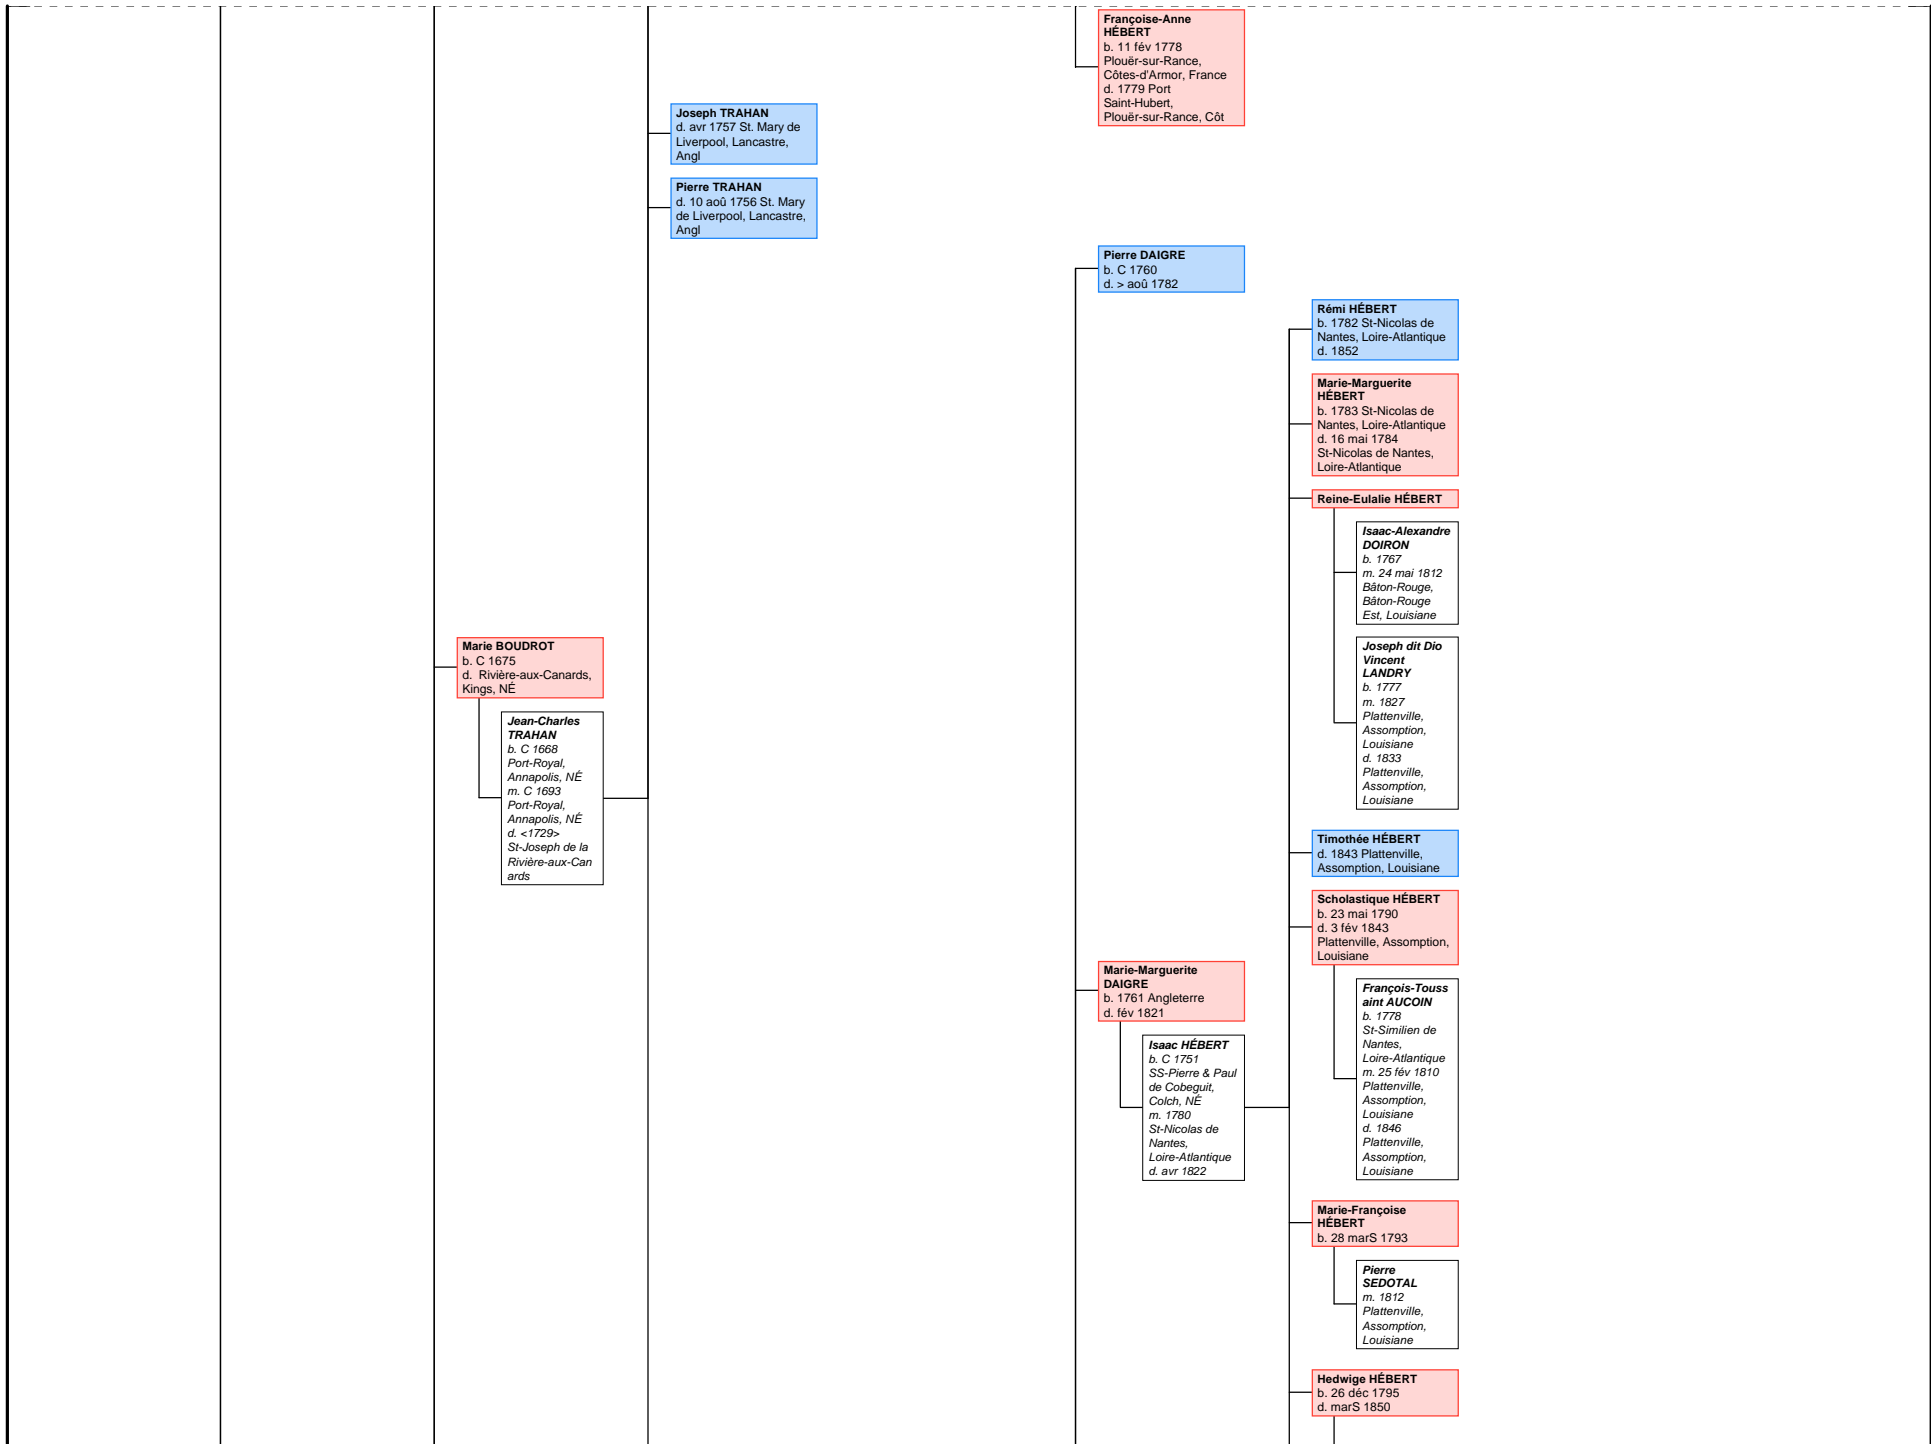 Françoise-Anne
HÉBERT
b. 11 fév 1778
Plouër-sur-Rance,
Côtes-d'Armor, France
d. 1779 Port
Saint-Hubert,
Plouër-sur-Rance, Côt
Joseph TRAHAN
d. avr 1757 St. Mary de
Liverpool, Lancastre,
Angl
Pierre TRAHAN
d. 10 aoû 1756 St. Mary
de Liverpool, Lancastre,
Angl
Pierre DAIGRE
b. C 1760
d. > aoû 1782
Rémi HÉBERT
b. 1782 St-Nicolas de
Nantes, Loire-Atlantique
d. 1852
Marie-Marguerite
HÉBERT
b. 1783 St-Nicolas de
Nantes, Loire-Atlantique
d. 16 mai 1784
St-Nicolas de Nantes,
Loire-Atlantique
Reine-Eulalie HÉBERT
Isaac-Alexandre
DOIRON
b. 1767
m. 24 mai 1812
Bâton-Rouge,
Bâton-Rouge
Est, Louisiane
Marie BOUDROT
b. C 1675
d.  Rivière-aux-Canards,
Kings, NÉ
Joseph dit Dio
Vincent
LANDRY
b. 1777
m. 1827
Plattenville,
Assomption,
Louisiane
d. 1833
Plattenville,
Assomption,
Louisiane
Jean-Charles
TRAHAN
b. C 1668
Port-Royal,
Annapolis, NÉ
m. C 1693
Port-Royal,
Annapolis, NÉ
d. <1729>
St-Joseph de la
Rivière-aux-Can
ards
Timothée HÉBERT
d. 1843 Plattenville,
Assomption, Louisiane
Scholastique HÉBERT
b. 23 mai 1790
d. 3 fév 1843
Plattenville, Assomption,
Louisiane
Marie-Marguerite
DAIGRE
b. 1761 Angleterre
d. fév 1821
François-Touss
aint AUCOIN
b. 1778
St-Similien de
Nantes,
Loire-Atlantique
m. 25 fév 1810
Plattenville,
Assomption,
Louisiane
d. 1846
Plattenville,
Assomption,
Louisiane
Isaac HÉBERT
b. C 1751
SS-Pierre & Paul
de Cobeguit,
Colch, NÉ
m. 1780
St-Nicolas de
Nantes,
Loire-Atlantique
d. avr 1822
Marie-Françoise
HÉBERT
b. 28 marS 1793
Pierre
SEDOTAL
m. 1812
Plattenville,
Assomption,
Louisiane
Hedwige HÉBERT
b. 26 déc 1795
d. marS 1850